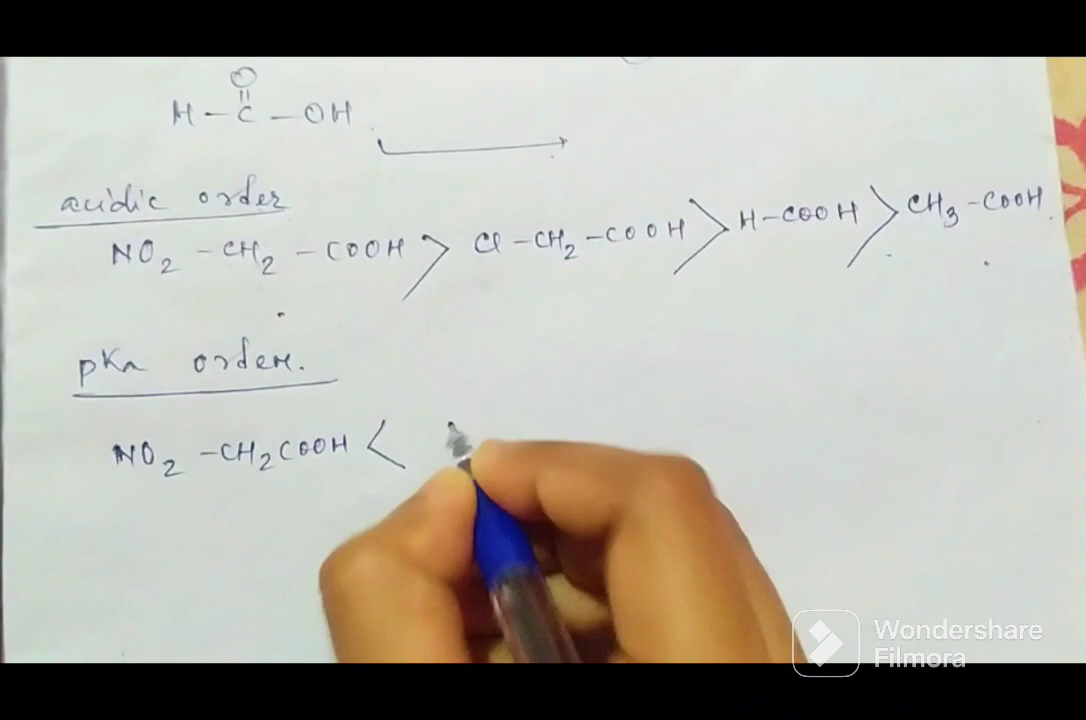 O
||
H - C - OH
acidic order
NO2 - CH2 - COOH > Cl - CH2 - COOH > H - COOH > CH3 - COOH.
pKa order.
NO2 - CH2COOH <
Wondershare
Filmora